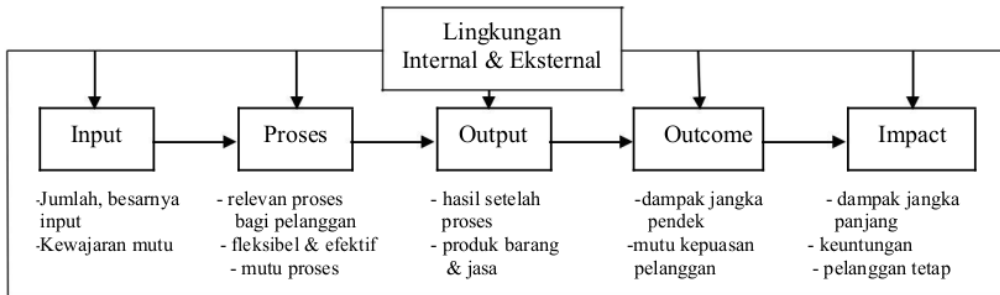 Lingkungan
Internal & Eksternal
Input
Proses
Output
Outcome
Impact
-Jumlah, besarnya
input
-Kewajaran mutu
- relevan proses
bagi pelanggan
- fleksibel & efektif
- mutu proses
- hasil setelah
proses
- produk barang
& jasa
-dampak jangka
pendek
-mutu kepuasan
pelanggan
- dampak jangka
panjang
- keuntungan
- pelanggan tetap